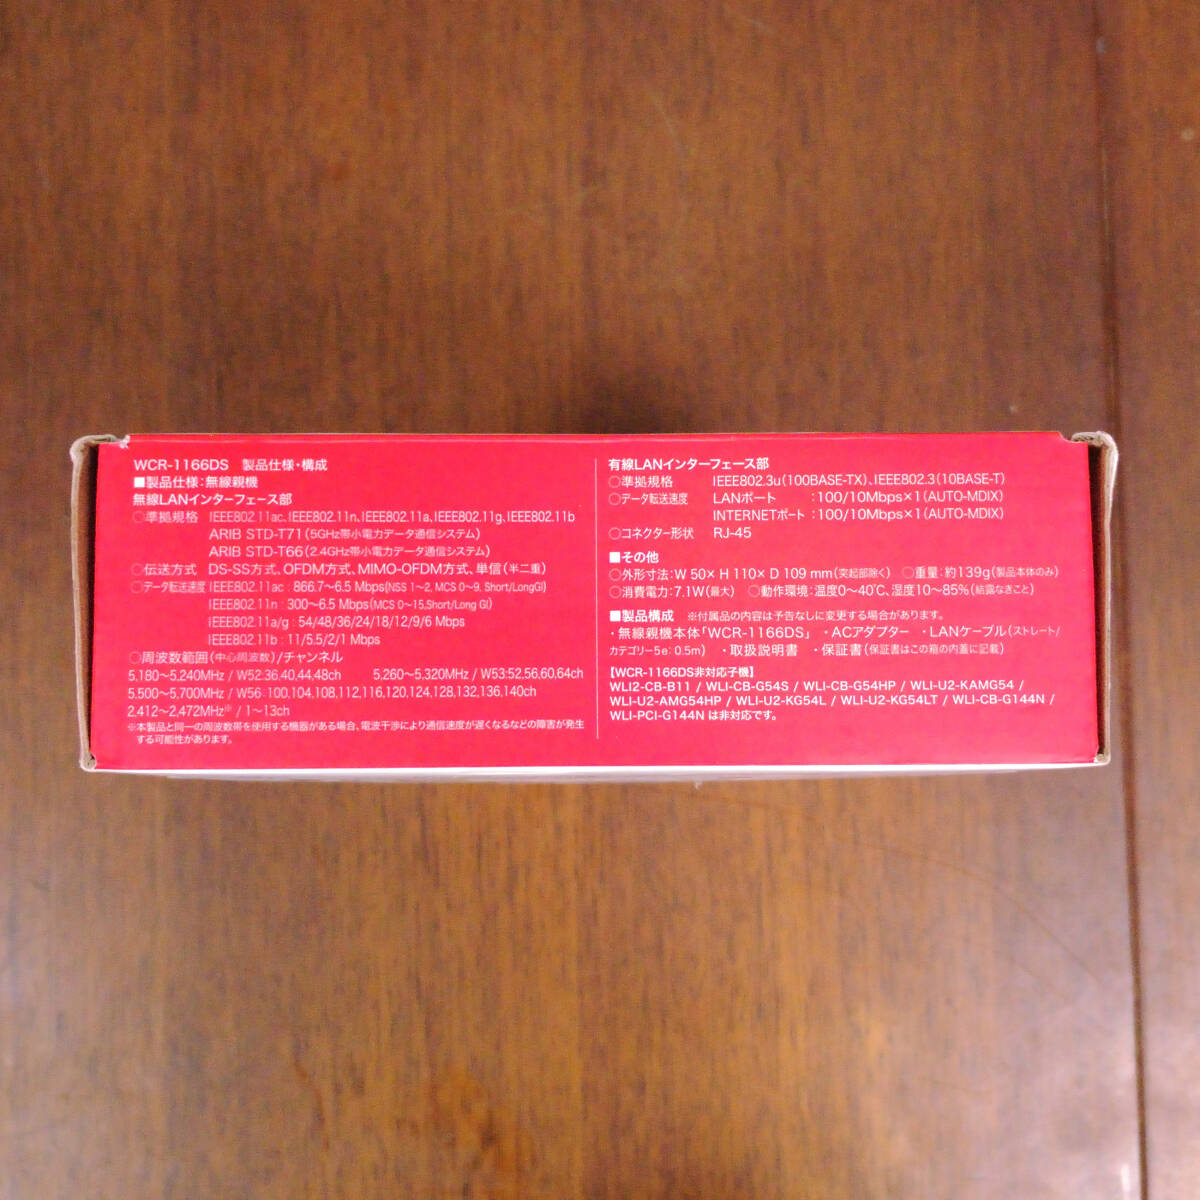 WCR-1166DS 製品仕様・構成
■製品仕様：無線親機
無線LANインターフェース部
○準拠規格 IEEE802.11ac、IEEE802.11n、IEEE802.11a、IEEE802.11g、IEEE802.11b
ARIB STD-T71（5GHz帯小電力データ通信システム）
ARIB STD-T66（2.4GHz帯小電力データ通信システム）
○伝送方式 DS-SS方式、OFDM方式、MIMO-OFDM方式、単信（半二重）
○データ転送速度 IEEE802.11ac：866.7～6.5 Mbps(NSS 1～2, MCS 0～9, Short/LongGI)
IEEE802.11n：300～6.5 Mbps(MCS 0～15,Short/Long GI)
IEEE802.11a/g：54/48/36/24/18/12/9/6 Mbps
IEEE802.11b：11/5.5/2/1 Mbps
○周波数範囲（中心周波数）/チャンネル
5,180～5,240MHz / W52:36,40,44,48ch 5,260～5,320MHz / W53:52,56,60,64ch
5,500～5,700MHz / W56：100,104,108,112,116,120,124,128,132,136,140ch
2,412～2,472MHz※ / 1～13ch
※本製品と同一の周波数帯を使用する機器がある場合、電波干渉により通信速度が遅くなるなどの障害が発生
する可能性があります。
有線LANインターフェース部
○準拠規格 IEEE802.3u(100BASE-TX)、IEEE802.3(10BASE-T)
○データ転送速度 LANポート ：100/10Mbps×1(AUTO-MDIX)
INTERNETポート：100/10Mbps×1(AUTO-MDIX)
○コネクター形状 RJ-45
■その他
○外形寸法：W 50× H 110× D 109 mm（突起部除く） ○重量：約139g（製品本体のみ）
○消費電力：7.1W（最大） ○動作環境：温度0～40℃、湿度10～85%（結露なきこと）
■製品構成 ※付属品の内容は予告なしに変更する場合があります。
・無線親機本体「WCR-1166DS」 ・ACアダプター ・LANケーブル（ストレート/
カテゴリー5e：0.5m） ・取扱説明書 ・保証書（保証書はこの箱の内蓋に記載）
【WCR-1166DS非対応子機】
WLI2-CB-B11 / WLI-CB-G54S / WLI-CB-G54HP / WLI-U2-KAMG54 /
WLI-U2-AMG54HP / WLI-U2-KG54L / WLI-U2-KG54LT / WLI-CB-G144N /
WLI-PCI-G144N は非対応です。